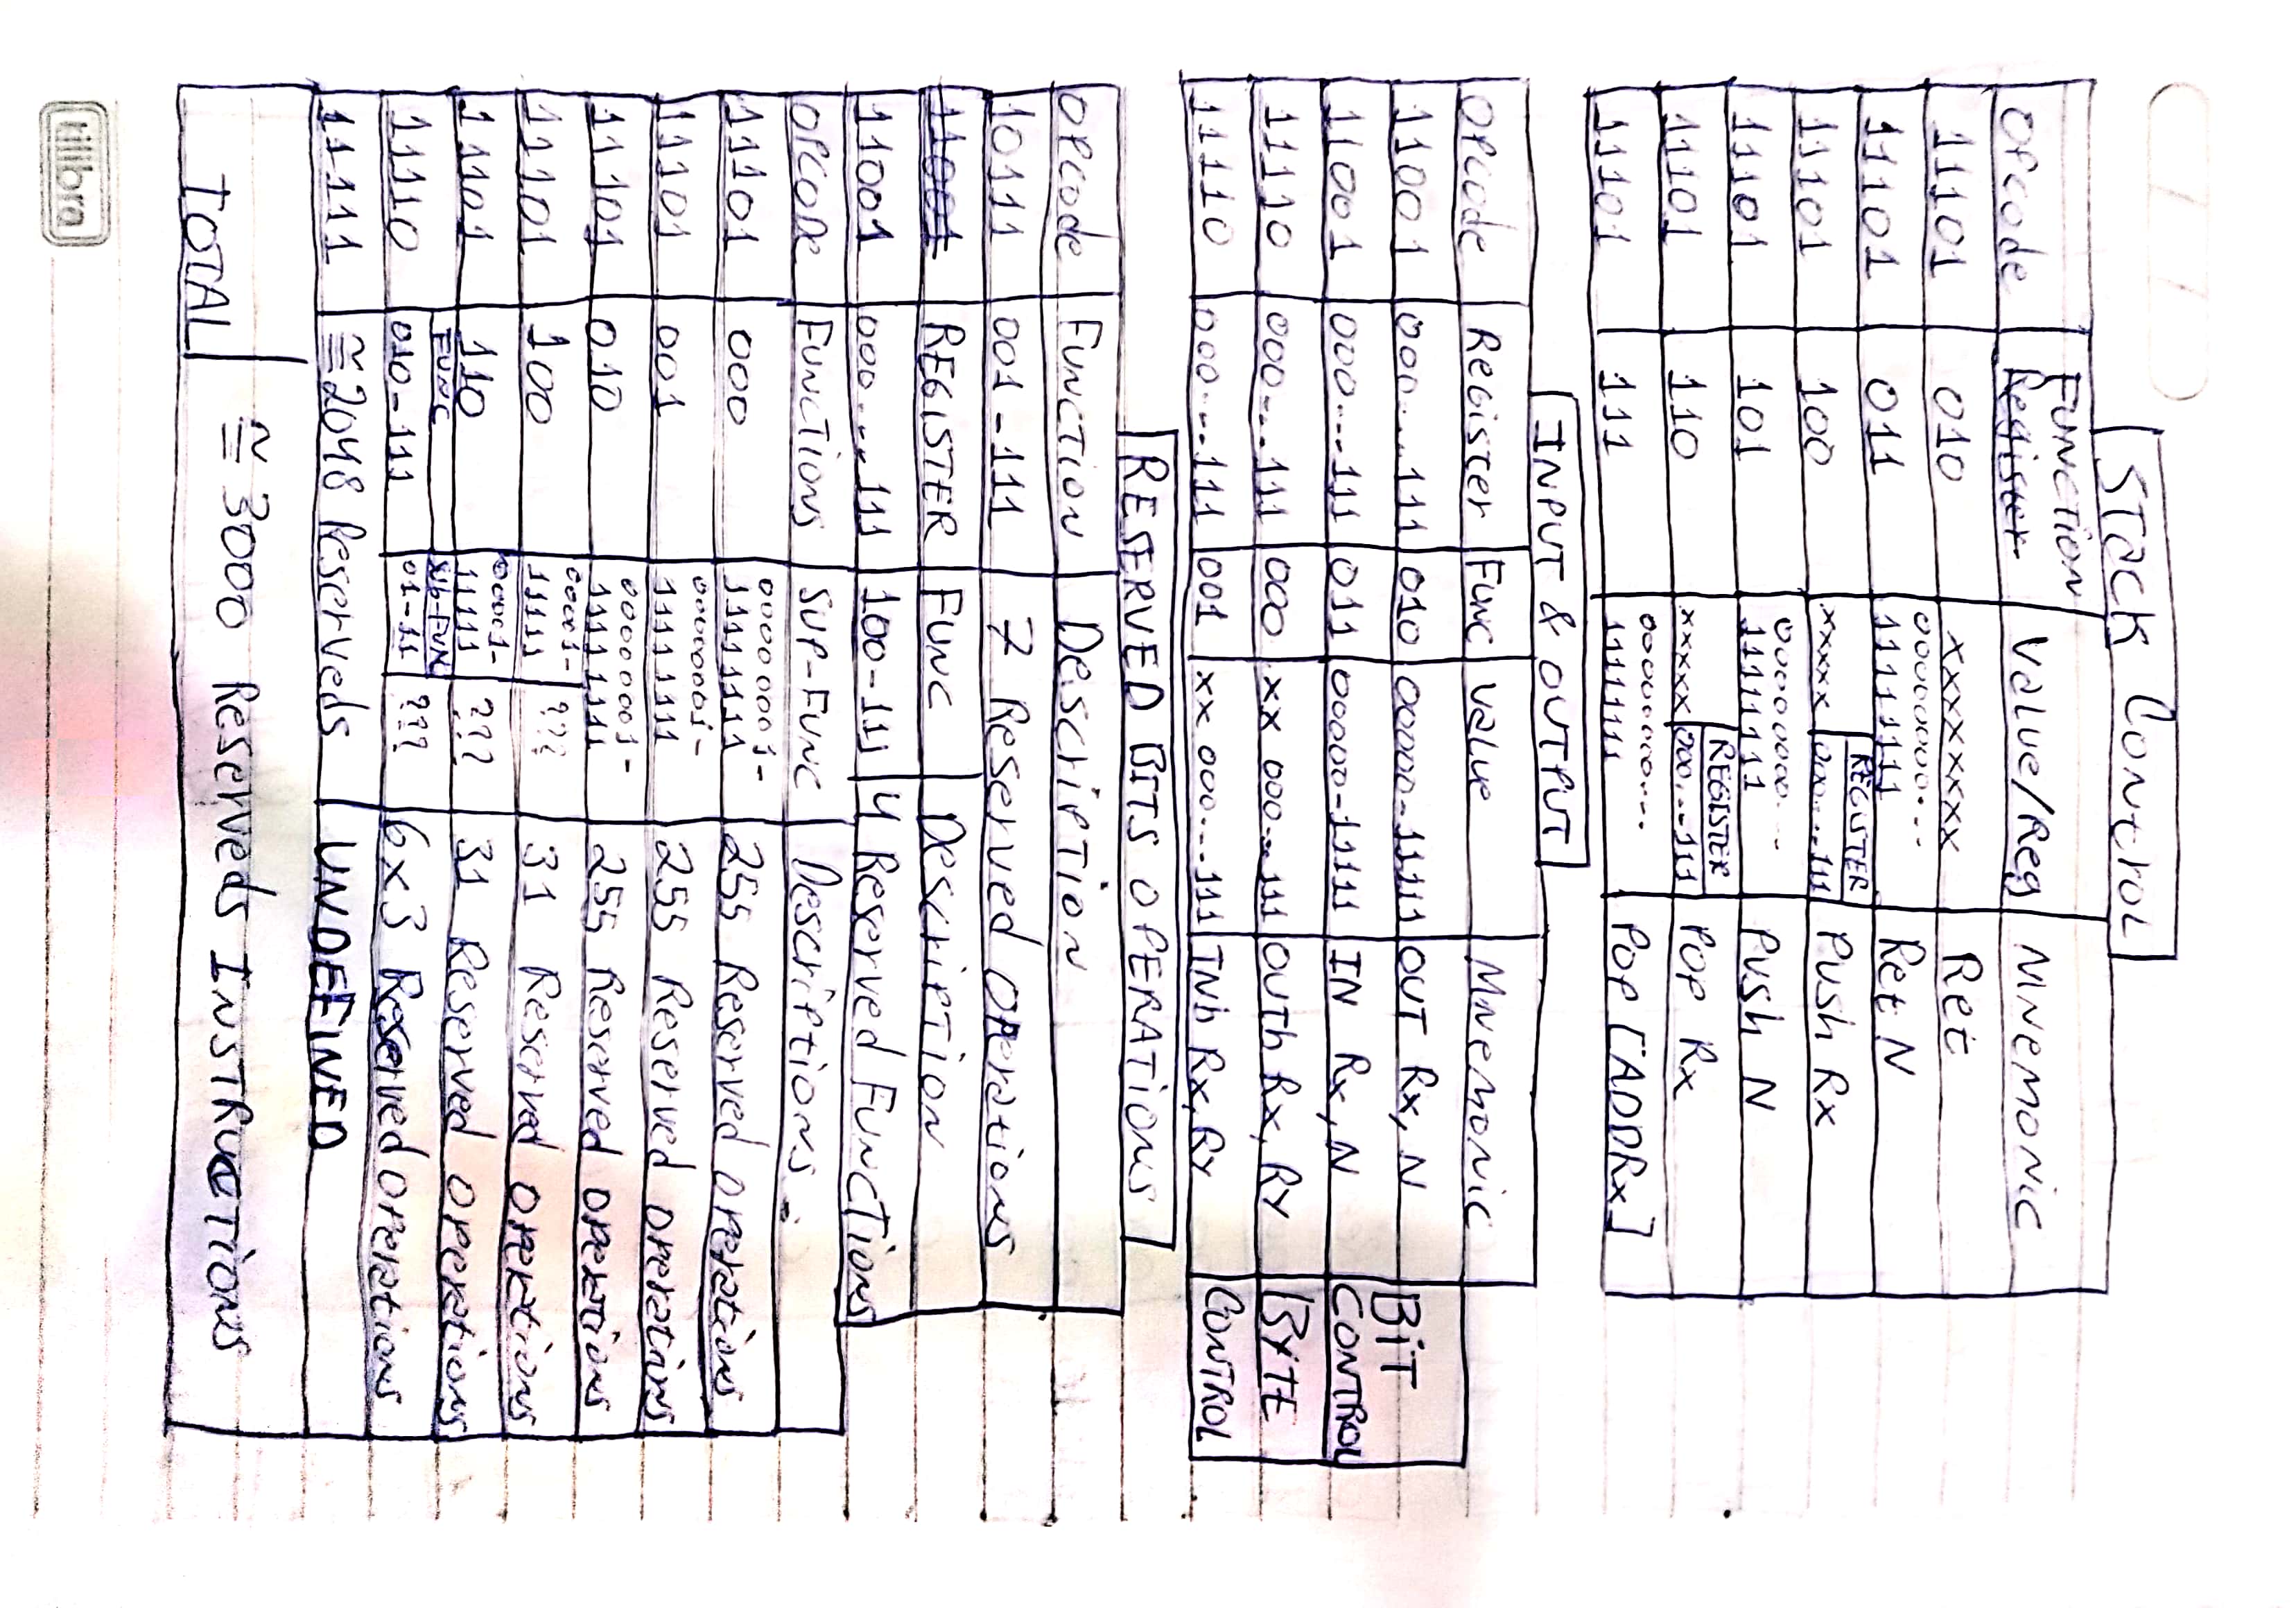 STACK CONTROL
Opcode FUNCTION Register Value/Reg Mnemonic
11101 010 xxxxxxxx Ret
11101 011 00000000... 11111111 Ret N
11101 100 xxxxx REGISTER 000...111 Push Rx
11101 101 00000000... 11111111 Push N
11101 110 xxxxx REGISTER 000...111 Pop Rx
11101 111 00000000... 11111111 Pop [ADDRx]
INPUT & OUTPUT
Opcode Register FUNC Value Mnemonic
11001 000...111 010 00000-11111 OUT Rx, N BIT
11001 000...111 011 00000-11111 IN Rx, N CONTROL
11110 000...111 000 xx 000...111 OUTb Rx, RY BYTE
11110 000...111 001 xx 000...111 INb Rx, RY CONTROL
RESERVED BITS OPERATIONS
Opcode FUNCTION Description
10111 001-111 7 Reserved Operations
11001 REGISTER FUNC Description
11001 000...111 100-111 4 Reserved FUNCTIONS
OPCODE FUNCTIONS SUP-FUNC Descriptions
11101 000 00000001- 11111111 255 Reserved operations
11101 001 00000001- 11111111 255 Reserved operations
11101 010 00000001- 11111111 255 Reserved operations
11101 100 00001- 11111 ??? 31 Reserved operations
11101 110 00001- 11111 ??? 31 Reserved operations
11110 FUNC 010-111 Sub-FUN 01-11 ??? 6x3 Reserved operations
11111 ≅2048 Reserveds UNDEFINED
TOTAL ≅ 3000 Reserveds INSTRUCTIONS
tilibra